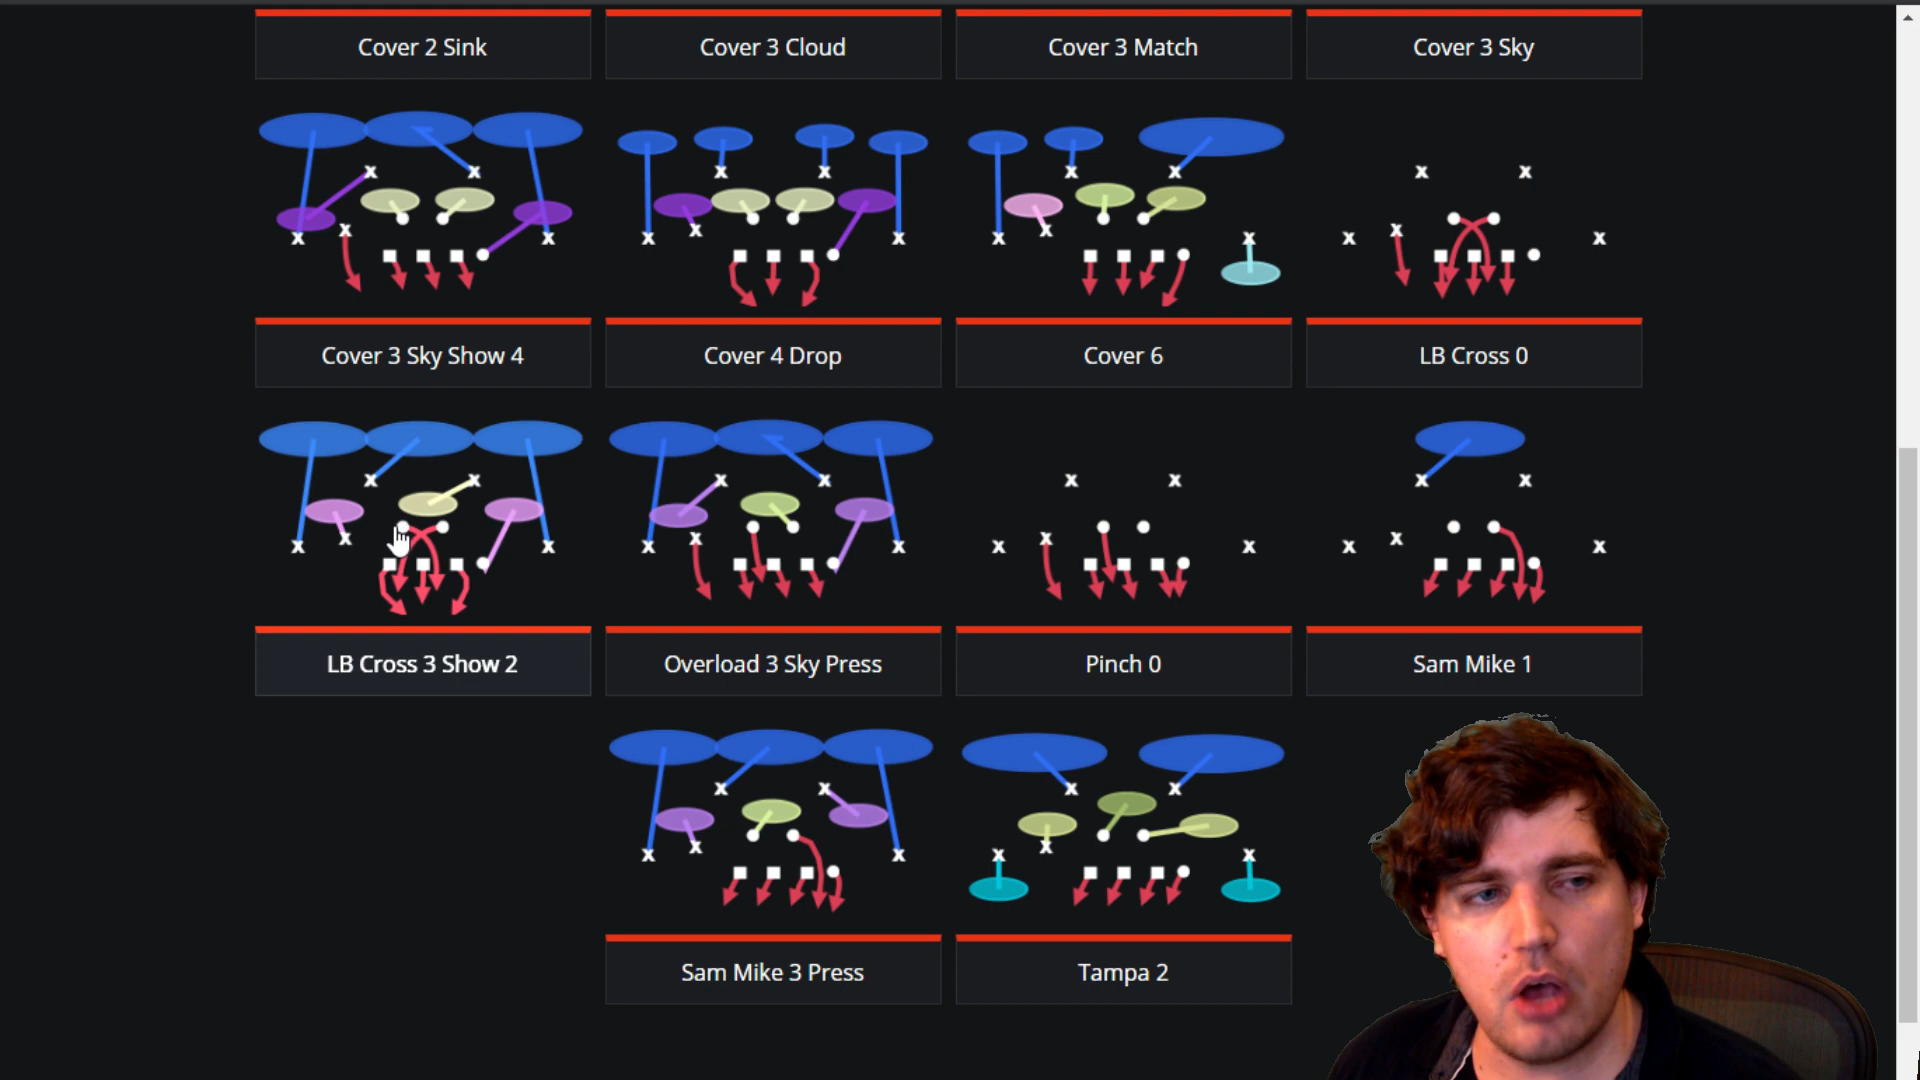 Cover 2 Sink
Cover 3 Cloud
Cover 3 Match
Cover 3 Sky
Cover 3 Sky Show 4
Cover 4 Drop
Cover 6
LB Cross 0
LB Cross 3 Show 2
Overload 3 Sky Press
Pinch 0
Sam Mike 1
Sam Mike 3 Press
Tampa 2